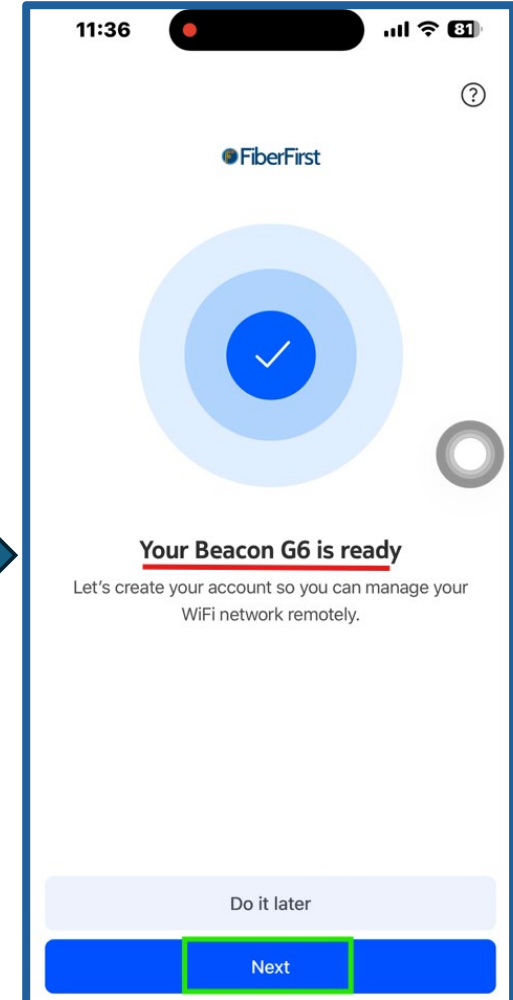 11:36
81
?
FiberFirst
Your Beacon G6 is ready
Let's create your account so you can manage your
WiFi network remotely.
Do it later
Next